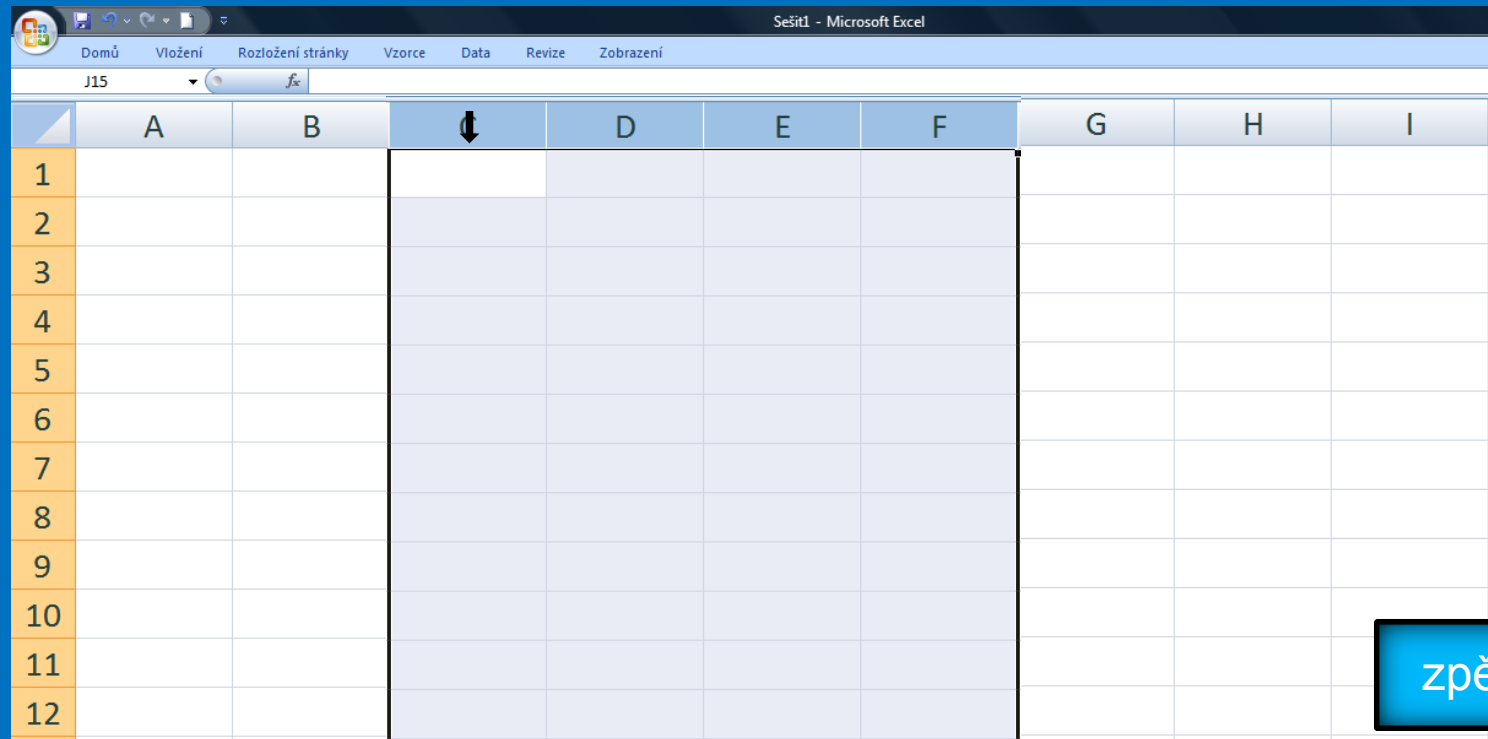 Sešit1 - Microsoft Excel
Domů Vložení Rozložení stránky Vzorce Data Revize Zobrazení
J15 fx
A B C D E F G H I
1
2
3
4
5
6
7
8
9
10
11
zpě
12